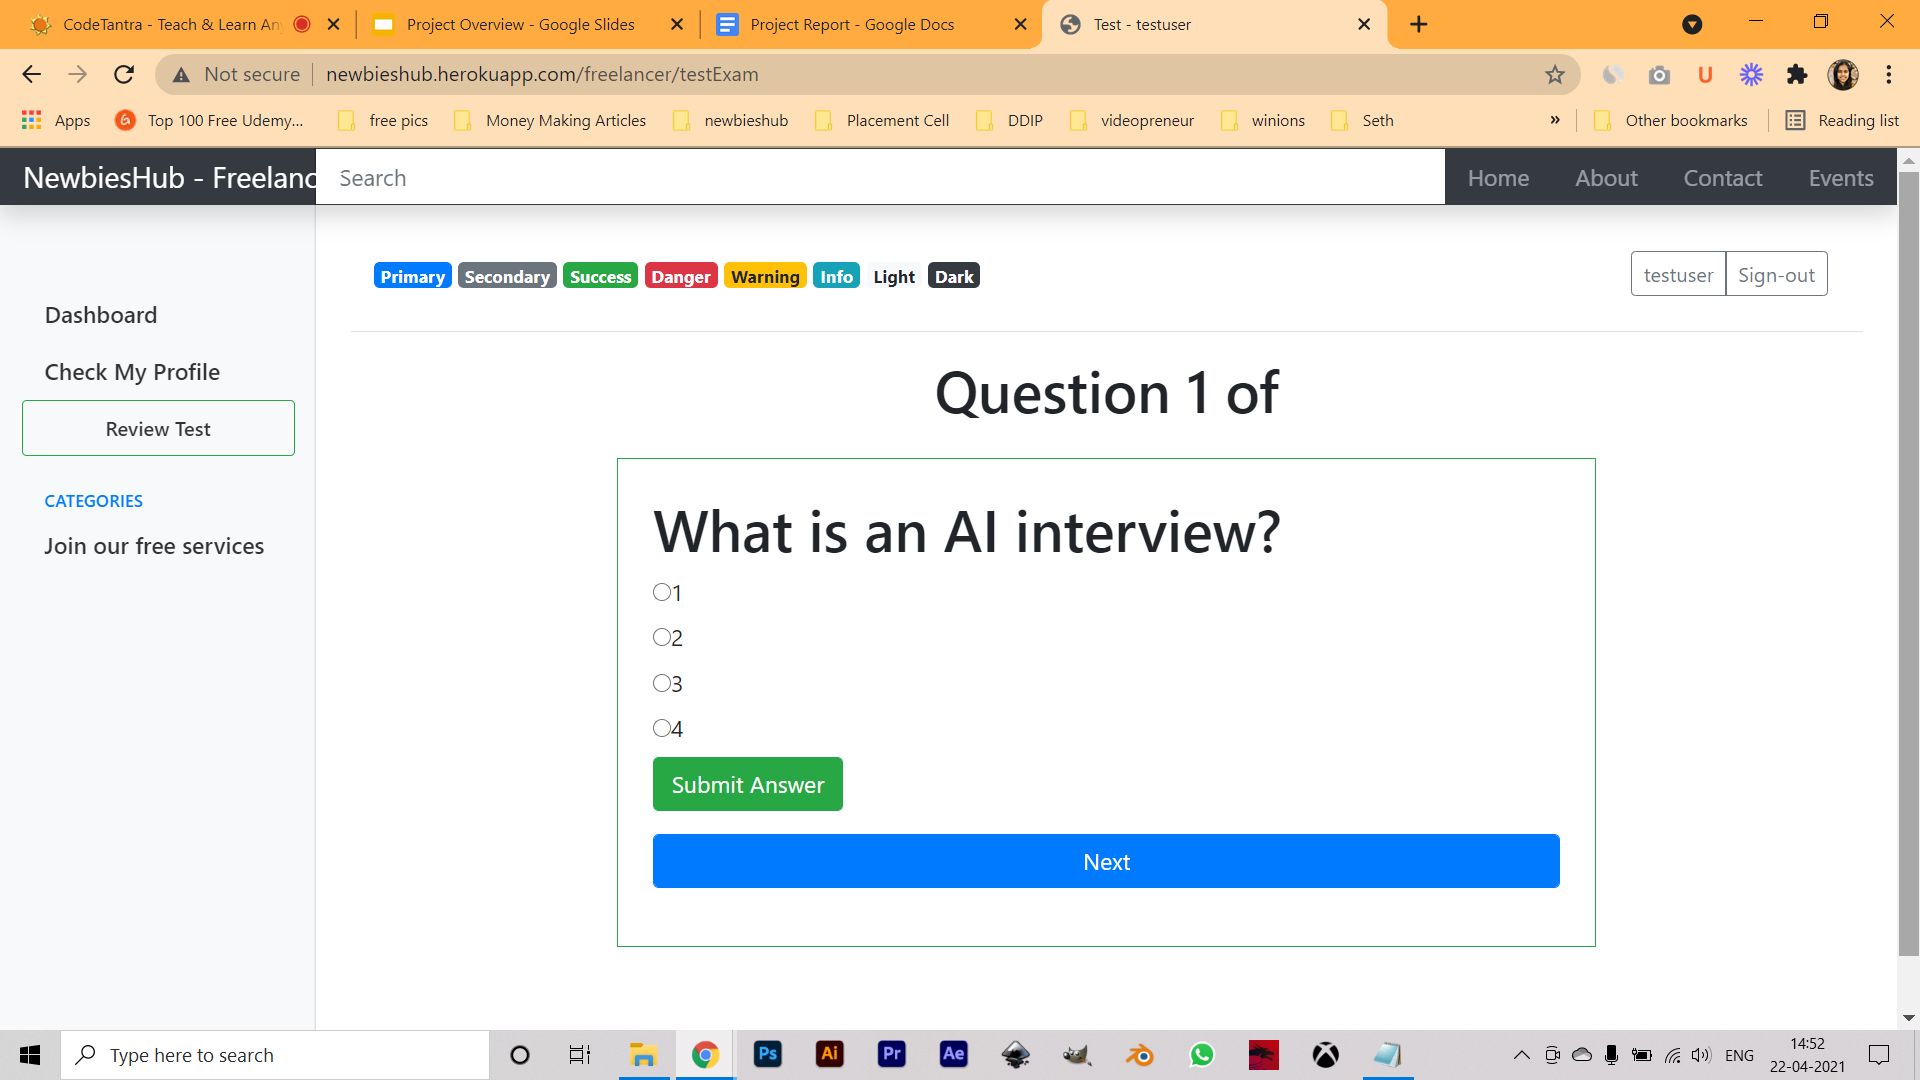 CodeTantra - Teach & Learn An
Project Overview - Google Slides
Project Report - Google Docs
Test - testuser
Not secure
newbieshub.herokuapp.com/freelancer/testExam
Apps
Top 100 Free Udemy...
free pics
Money Making Articles
newbieshub
Placement Cell
DDIP
videopreneur
winions
Seth
»
Other bookmarks
Reading list
NewbiesHub - Freelanc
Search
Home
About
Contact
Events
Primary Secondary Success Danger Warning Info Light Dark
testuser
Sign-out
Dashboard
Check My Profile
Review Test
CATEGORIES
Join our free services
Question 1 of
What is an AI interview?
1
2
3
4
Submit Answer
Next
Type here to search
Ps
Ai
Pr
Ae
ENG
14:52
22-04-2021